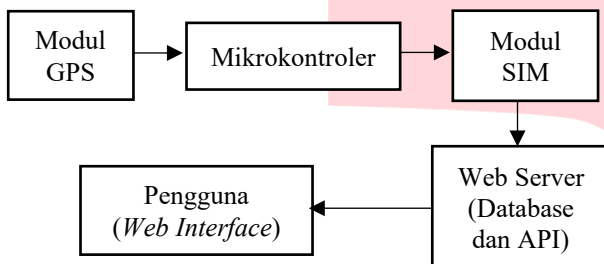 Modul
GPS
Mikrokontroler
Modul
SIM
Web Server
(Database
dan API)
Pengguna
(Web Interface)